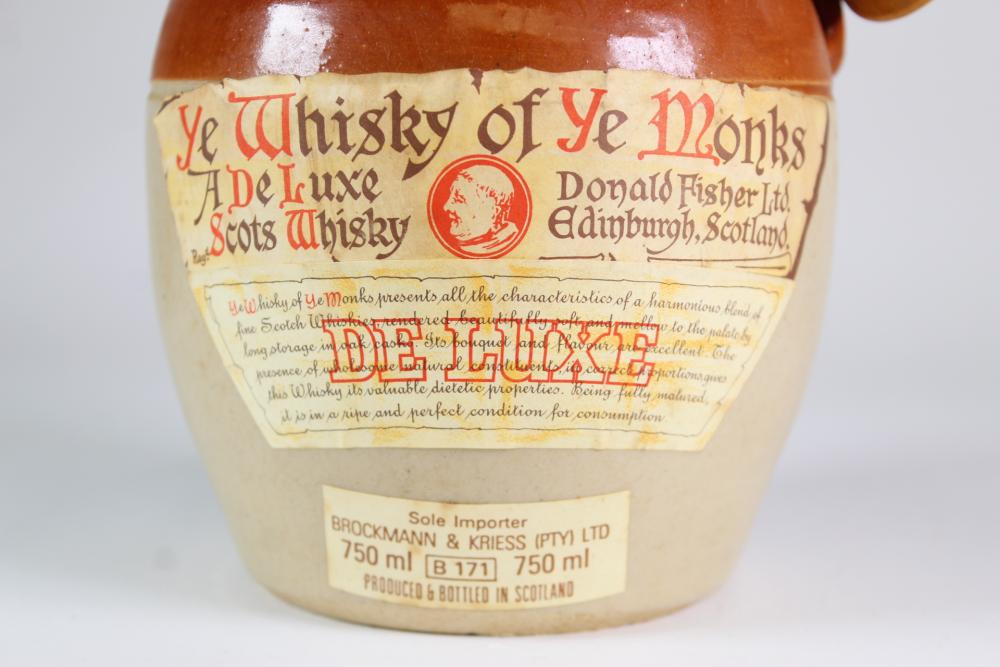 Ye Whisky of Ye Monks
A De Luxe
Scots Whisky
Regd.
Donald Fisher Ltd.
Edinburgh, Scotland.
Ye Whisky of Ye Monks presents all the characteristics of a harmonious blend of
fine Scotch Whiskies, rendered beautifully soft and mellow to the palate by
long storage in oak casks. Its bouquet and flavour are excellent. The
presence of wholesome natural constituents, in correct proportions, gives
this Whisky its valuable dietetic properties. Being fully matured,
it is in a ripe and perfect condition for consumption.
DE LUXE
Sole Importer
BROCKMANN & KRIESS (PTY) LTD
750 ml B 171 750 ml
PRODUCED & BOTTLED IN SCOTLAND